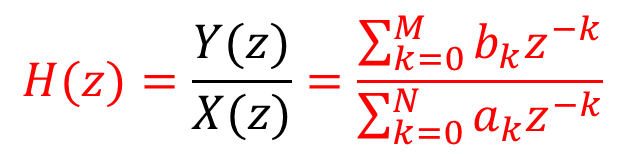 H(z) = Y(z)/X(z) = ∑_{k=0}^{M} b_k z^{-k} / ∑_{k=0}^{N} a_k z^{-k}